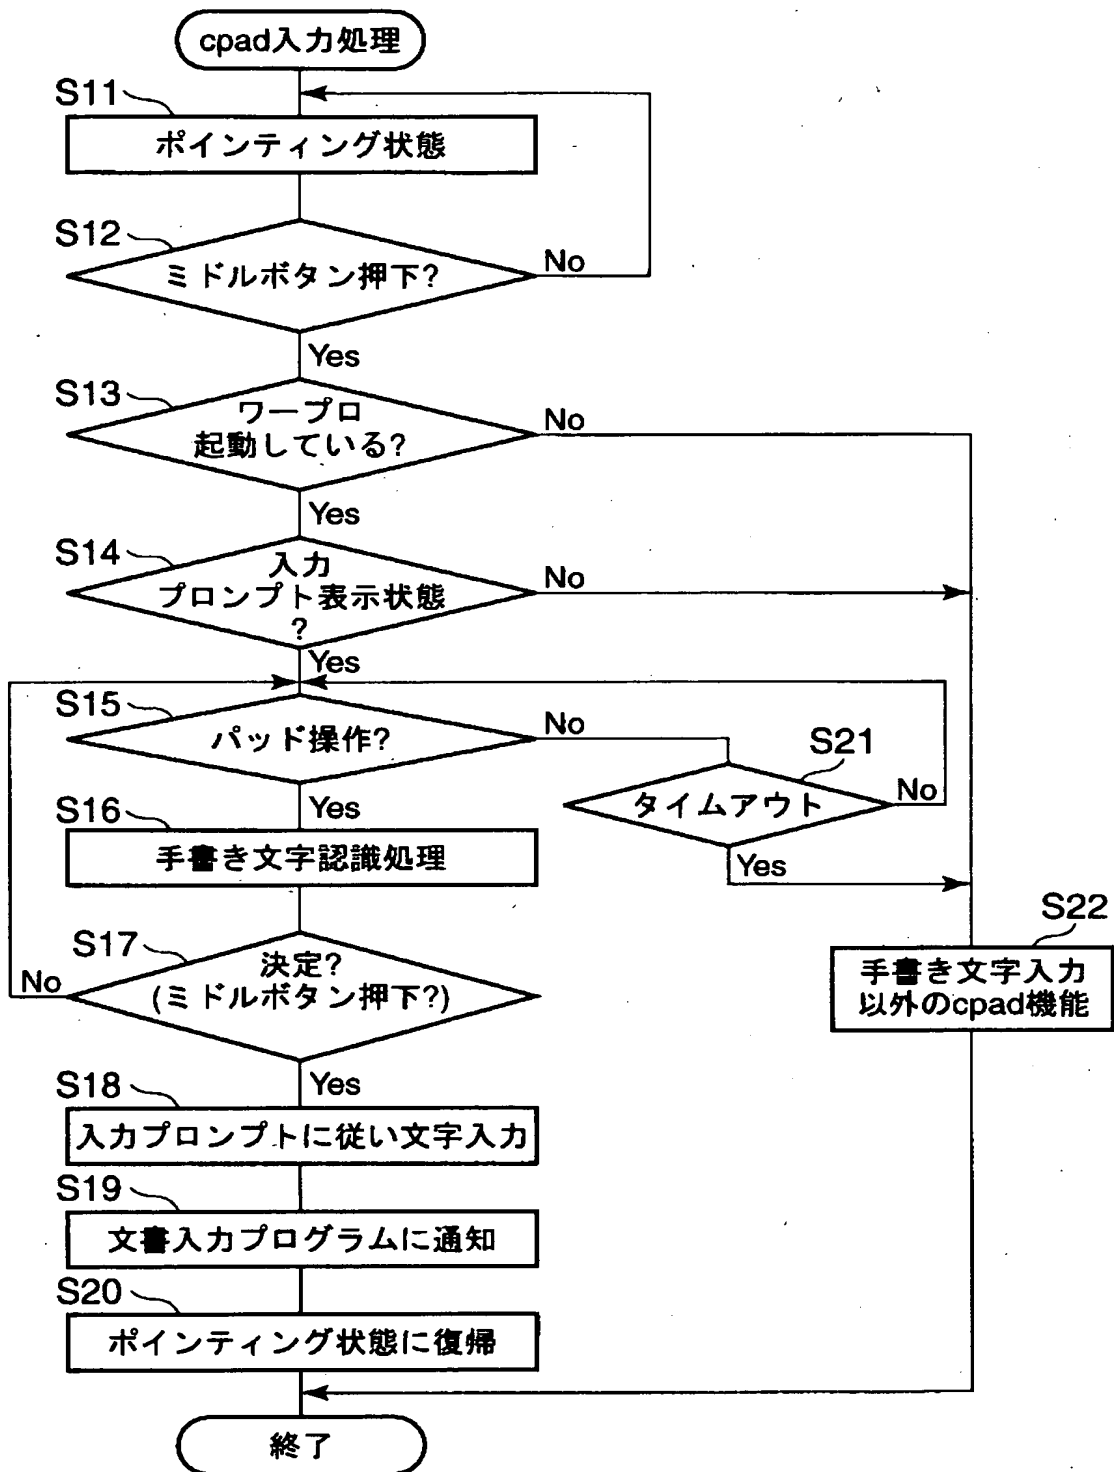 cpad入力処理
S11
ポインティング状態
S12
ミドルボタン押下?
No
Yes
S13
ワープロ
起動している?
No
Yes
S14
入力
プロンプト表示状態
?
No
Yes
S15
パッド操作?
No
S21
タイムアウト
No
Yes
Yes
S16
手書き文字認識処理
S22
手書き文字入力
以外のcpad機能
S17
決定?
(ミドルボタン押下?)
No
Yes
S18
入力プロンプトに従い文字入力
S19
文書入力プログラムに通知
S20
ポインティング状態に復帰
終了